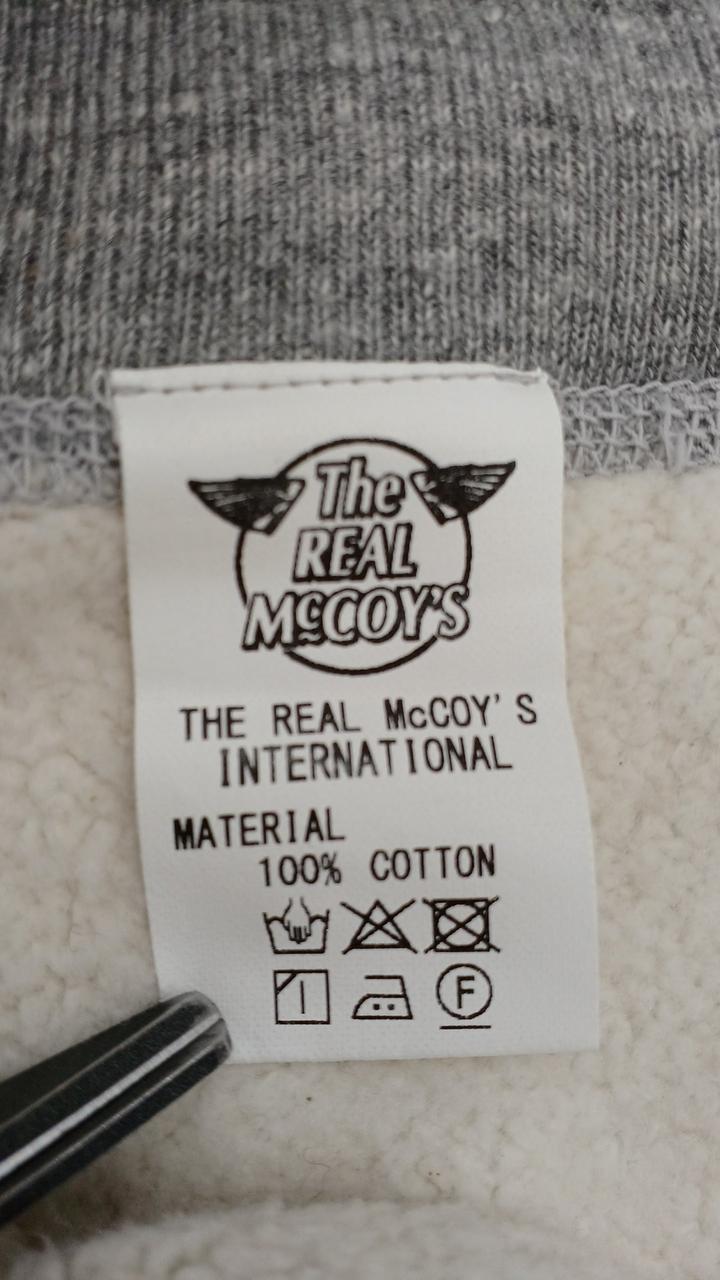 The
REAL
McCOY'S
THE REAL McCOY'S
INTERNATIONAL
MATERIAL
100% COTTON
F